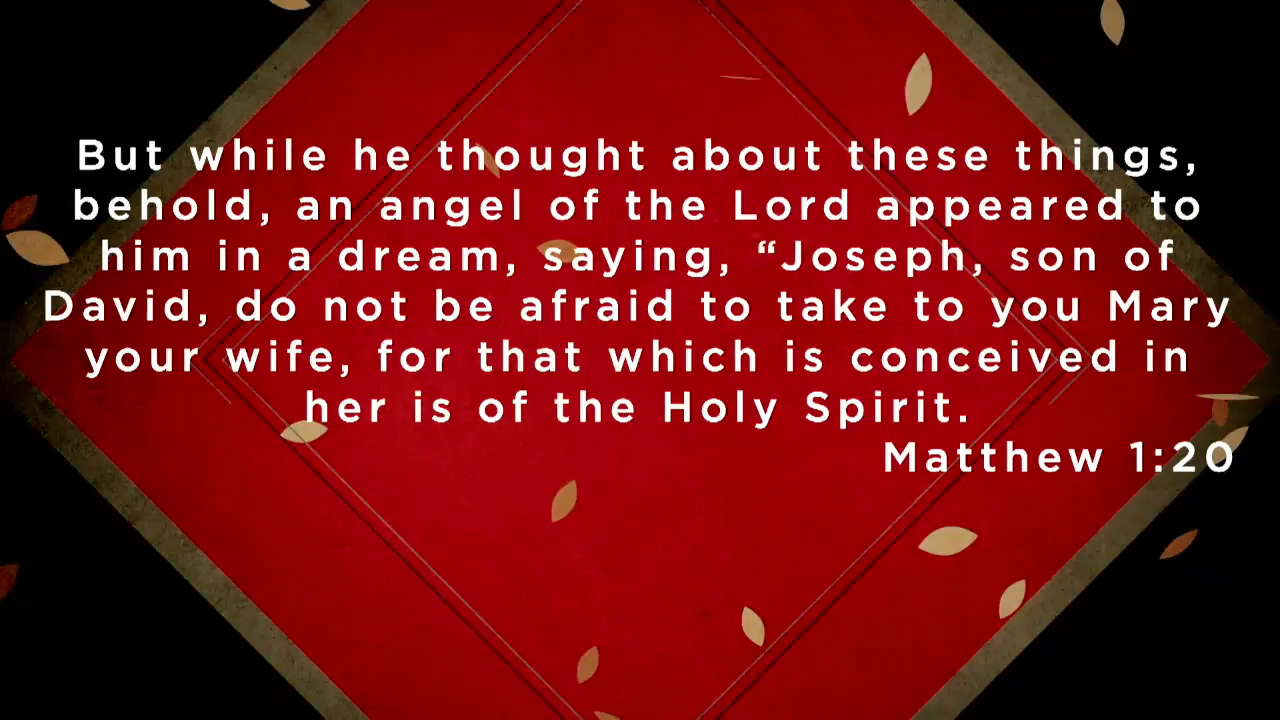 But while he thought about these things,
behold, an angel of the Lord appeared to
him in a dream, saying, “Joseph, son of
David, do not be afraid to take to you Mary
your wife, for that which is conceived in
her is of the Holy Spirit.
Matthew 1:20